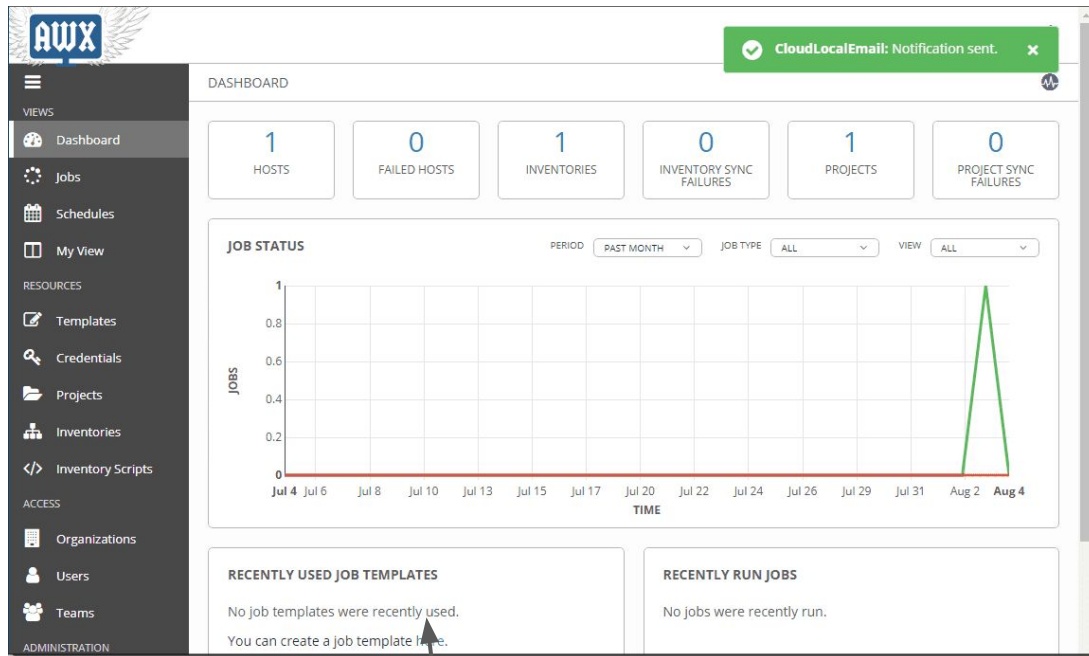 AWX
CloudLocalEmail: Notification sent. ×
DASHBOARD
VIEWS
Dashboard
Jobs
Schedules
My View
RESOURCES
Templates
Credentials
Projects
Inventories
Inventory Scripts
ACCESS
Organizations
Users
Teams
ADMINISTRATION
1
HOSTS
0
FAILED HOSTS
1
INVENTORIES
0
INVENTORY SYNC
FAILURES
1
PROJECTS
0
PROJECT SYNC
FAILURES
JOB STATUS
PERIOD PAST MONTH JOB TYPE ALL VIEW ALL
1
0.8
0.6
0.4
0.2
0
JOBS
Jul 4 Jul 6 Jul 8 Jul 10 Jul 13 Jul 15 Jul 17 Jul 20 Jul 22 Jul 24 Jul 26 Jul 29 Jul 31 Aug 2 Aug 4
TIME
RECENTLY USED JOB TEMPLATES
No job templates were recently used.
You can create a job template here.
RECENTLY RUN JOBS
No jobs were recently run.